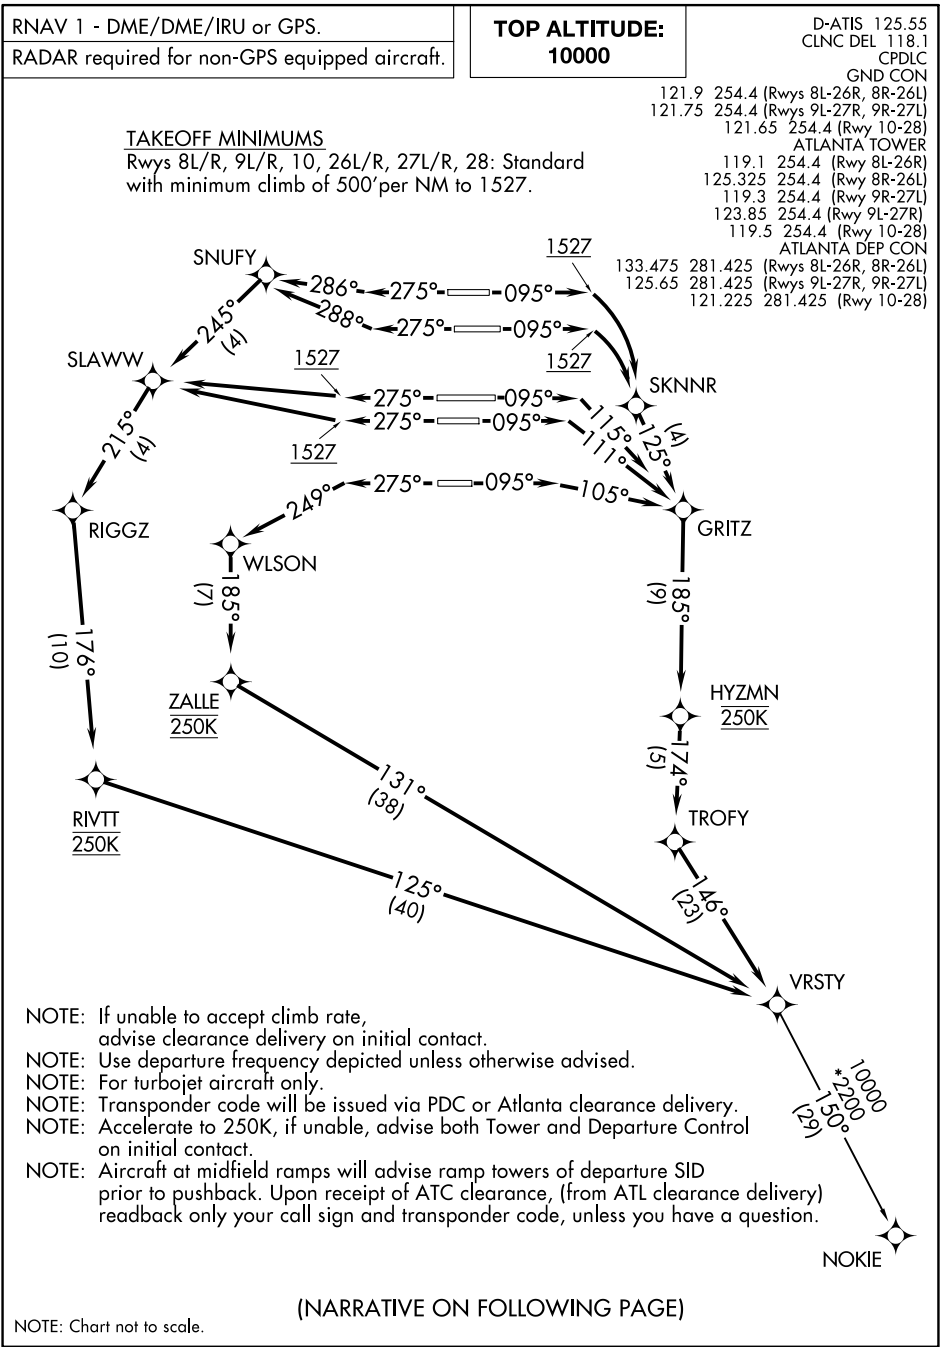 RNAV 1 - DME/DME/IRU or GPS.
RADAR required for non-GPS equipped aircraft.
TOP ALTITUDE:
10000
D-ATIS 125.55
CLNC DEL 118.1
CPDLC
GND CON
121.9 254.4 (Rwys 8L-26R, 8R-26L)
121.75 254.4 (Rwys 9L-27R, 9R-27L)
121.65 254.4 (Rwy 10-28)
ATLANTA TOWER
119.1 254.4 (Rwy 8L-26R)
125.325 254.4 (Rwy 8R-26L)
119.3 254.4 (Rwy 9R-27L)
123.85 254.4 (Rwy 9L-27R)
119.5 254.4 (Rwy 10-28)
ATLANTA DEP CON
133.475 281.425 (Rwys 8L-26R, 8R-26L)
125.65 281.425 (Rwys 9L-27R, 9R-27L)
121.225 281.425 (Rwy 10-28)
TAKEOFF MINIMUMS
Rwys 8L/R, 9L/R, 10, 26L/R, 27L/R, 28: Standard
with minimum climb of 500'per NM to 1527.
SNUFY
1527
286° 275° 095°
288° 275° 095°
245°
(4)
1527
SLAWW
1527
SKNNR
275° 095°
275° 095°
115°
111°
125°
(4)
1527
215°
(4)
249° 275° 095° 105°
RIGGZ
GRITZ
WLSON
185°
(7)
185°
(9)
176°
(10)
ZALLE
250K
HYZMN
250K
174°
(5)
131°
(38)
RIVTT
250K
TROFY
125°
(40)
146°
(23)
VRSTY
10000
*2200
150°
(29)
NOKIE
NOTE: If unable to accept climb rate,
advise clearance delivery on initial contact.
NOTE: Use departure frequency depicted unless otherwise advised.
NOTE: For turbojet aircraft only.
NOTE: Transponder code will be issued via PDC or Atlanta clearance delivery.
NOTE: Accelerate to 250K, if unable, advise both Tower and Departure Control
on initial contact.
NOTE: Aircraft at midfield ramps will advise ramp towers of departure SID
prior to pushback. Upon receipt of ATC clearance, (from ATL clearance delivery)
readback only your call sign and transponder code, unless you have a question.
(NARRATIVE ON FOLLOWING PAGE)
NOTE: Chart not to scale.